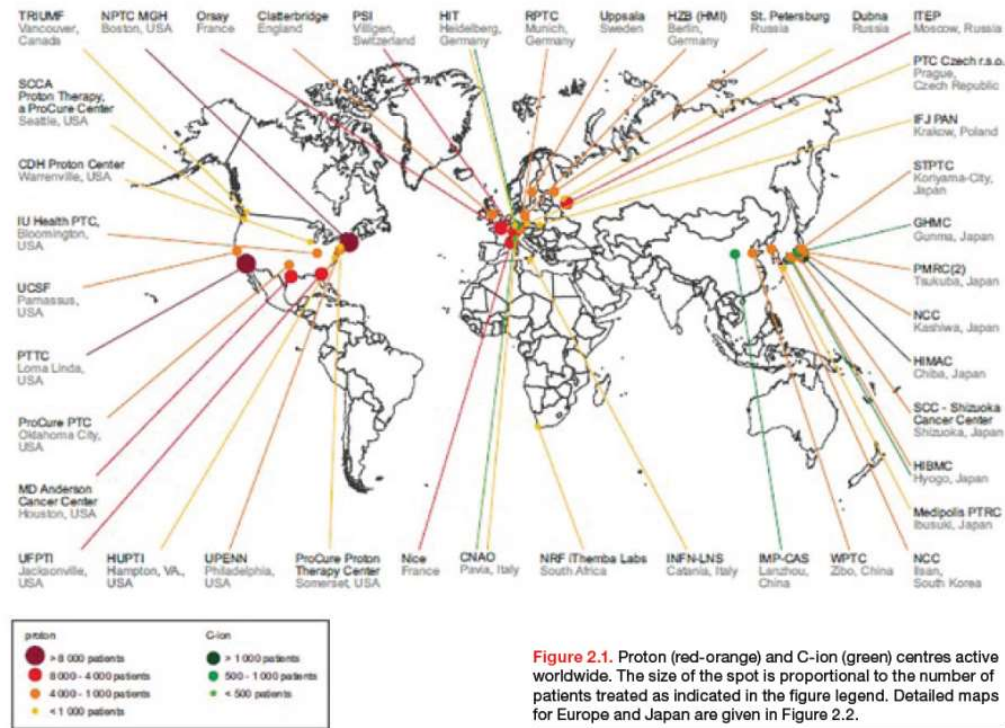 TRIUMF
Vancouver,
Canada
NPTC MGH
Boston, USA
Orsay
France
Clatterbridge
England
PSI
Villigen,
Switzerland
HIT
Heidelberg,
Germany
RPTC
Munich,
Germany
Uppsala
Sweden
HZB (HMI)
Berlin,
Germany
St. Petersburg
Russia
Dubna
Russia
ITEP
Moscow, Russia
SCCA
Proton Therapy,
a ProCure Center
Seattle, USA
CDH Proton Center
Warrenville, USA
IU Health PTC,
Bloomington,
USA
UCSF
Parnassus,
USA
PTTC
Loma Linda,
USA
ProCure PTC
Oklahoma City,
USA
MD Anderson
Cancer Center
Houston, USA
PTC Czech r.s.o.
Prague,
Czech Republic
IFJ PAN
Krakow, Poland
STPTC
Koriyama-City,
Japan
GHMC
Gunma, Japan
PMRC(2)
Tsukuba, Japan
NCC
Kashiwa, Japan
HIMAC
Chiba, Japan
SCC - Shizuoka
Cancer Center
Shizuoka, Japan
HIBMC
Hyogo, Japan
Medipolis PTRC
Ibusuki, Japan
UFPTI
Jacksonville,
USA
HUPTI
Hampton, VA.,
USA
UPENN
Philadelphia,
USA
ProCure Proton
Therapy Center
Somerset, USA
Nice
France
CNAO
Pavia, Italy
NRF iThemba Labs
South Africa
INFN-LNS
Catania, Italy
IMP-CAS
Lanzhou,
China
WPTC
Zibo, China
NCC
Ilsan,
South Korea
proton
> 8 000 patients
8 000 - 4 000 patients
4 000 - 1 000 patients
< 1 000 patients
C-ion
> 1 000 patients
500 - 1 000 patients
< 500 patients
Figure 2.1. Proton (red-orange) and C-ion (green) centres active
worldwide. The size of the spot is proportional to the number of
patients treated as indicated in the figure legend. Detailed maps
for Europe and Japan are given in Figure 2.2.